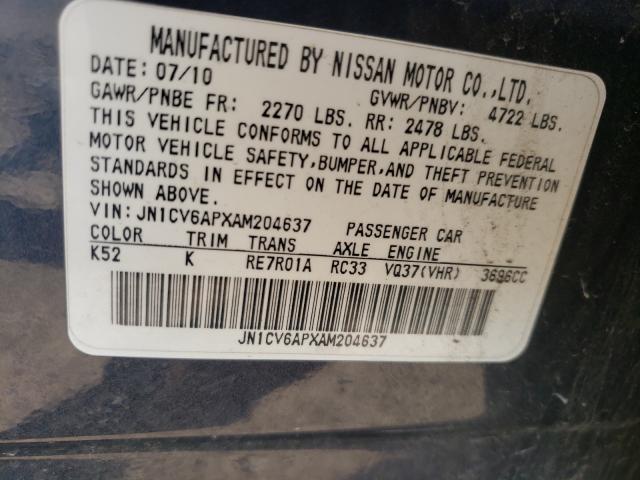 MANUFACTURED BY NISSAN MOTOR CO.,LTD.
DATE: 07/10 GVWR/PNBV: 4722 LBS.
GAWR/PNBE FR: 2270 LBS. RR: 2478 LBS.
THIS VEHICLE CONFORMS TO ALL APPLICABLE FEDERAL
MOTOR VEHICLE SAFETY,BUMPER,AND THEFT PREVENTION
STANDARDS IN EFFECT ON THE DATE OF MANUFACTURE
SHOWN ABOVE.
VIN: JN1CV6APXAM204637 PASSENGER CAR
COLOR TRIM TRANS AXLE ENGINE
K52 K RE7R01A RC33 VQ37(VHR) 3696CC
JN1CV6APXAM204637